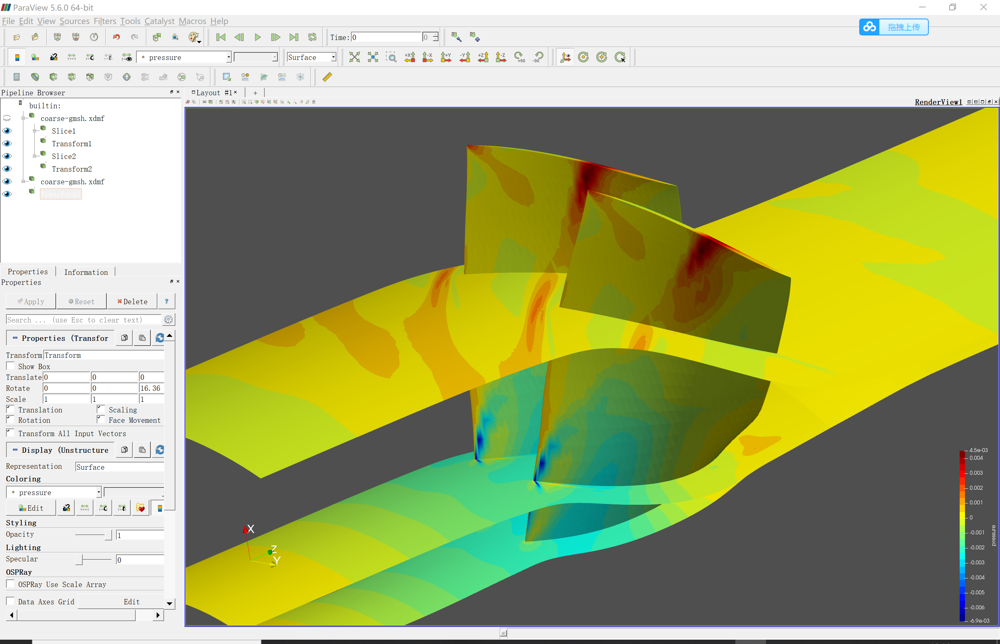 ParaView 5.6.0 64-bit
File Edit View Sources Filters Tools Catalyst Macros Help
拖拽上传
Time: 0 0
pressure Surface +X -X +Y -Y +Z -Z +90 -90
Pipeline Browser
Layout #1 +
3D
RenderView1
builtin:
coarse-gmsh.xdmf
Slice1
Transform1
Slice2
Transform2
coarse-gmsh.xdmf
Transform3
Properties Information
Properties
Apply Reset Delete ?
Search ... (use Esc to clear text)
Properties (Transfor
Transform Transform
Show Box
Translate 0 0 0
Rotate 0 0 16.36
Scale 1 1 1
Translation Scaling
Rotation Face Movement
Transform All Input Vectors
Display (Unstructure
Representation Surface
Coloring
pressure
Edit
Styling
Opacity 1
Lighting
Specular 0
OSPRay
OSPRay Use Scale Array
Data Axes Grid Edit
X
Z
Y
4.5e-03
0.004
0.003
0.002
0.001
0
-0.001
-0.002
-0.003
-0.004
-0.005
-0.006
-6.9e-03
pressure